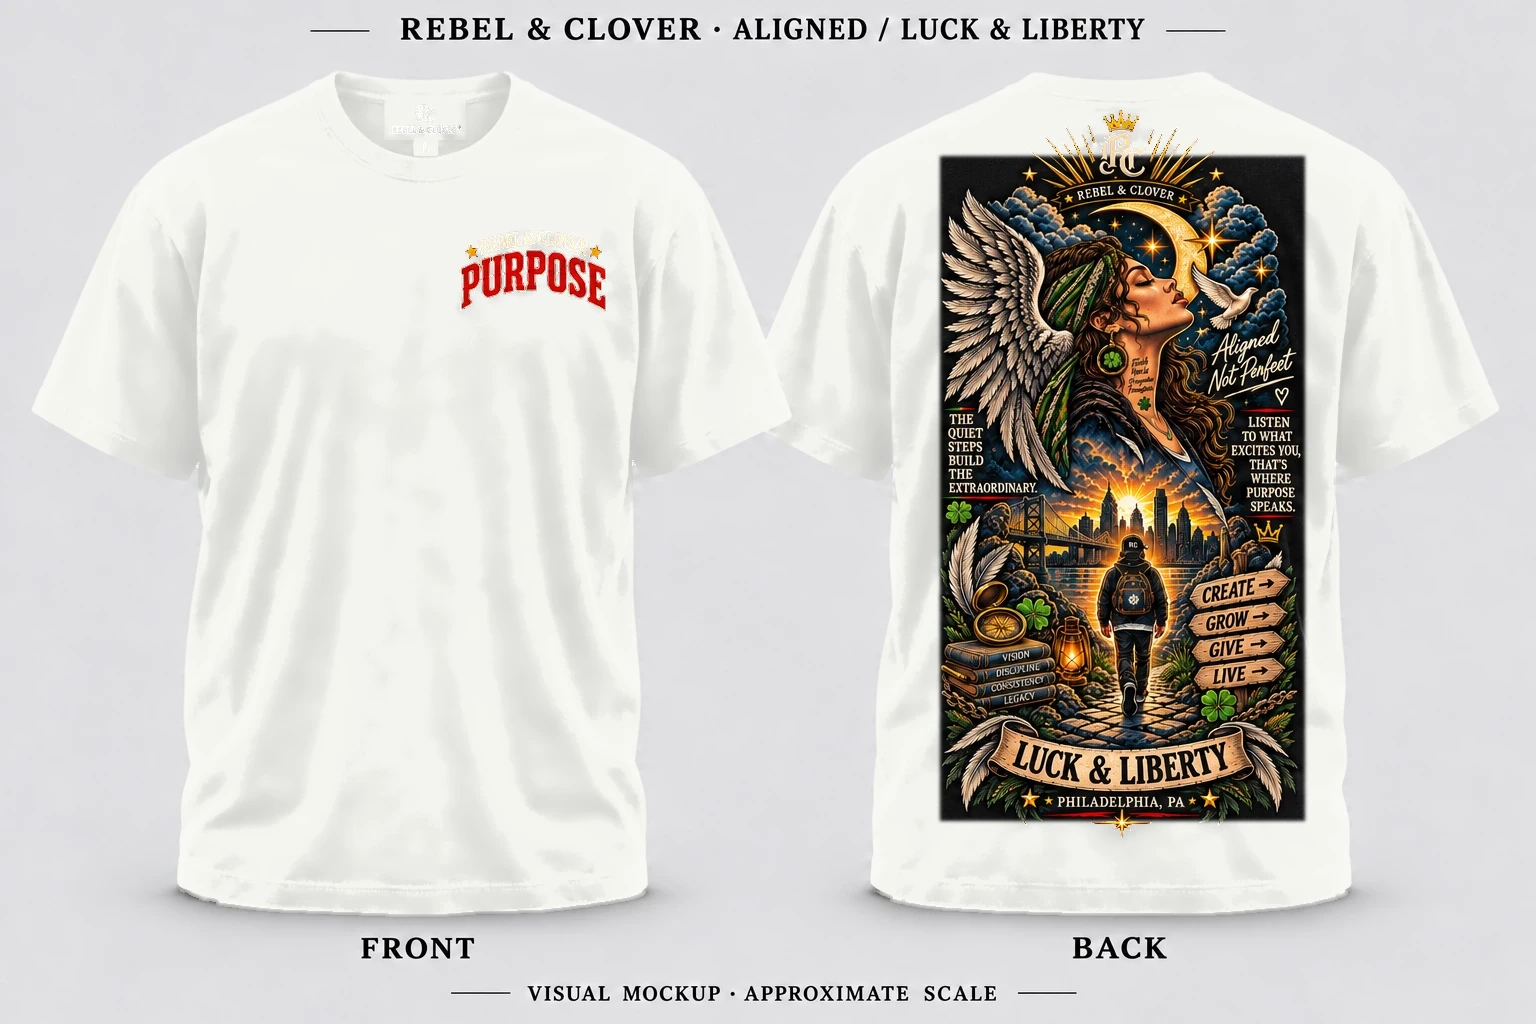 REBEL & CLOVER · ALIGNED / LUCK & LIBERTY
REBEL & CLOVER
PURPOSE
RC
REBEL & CLOVER
Aligned
Not Perfect
THE
QUIET
STEPS
BUILD
THE
EXTRAORDINARY.
LISTEN
TO WHAT
EXCITES YOU,
THAT'S
WHERE
PURPOSE
SPEAKS.
RC
CREATE →
GROW →
GIVE →
LIVE →
VISION
DISCIPLINE
CONSISTENCY
LEGACY
LUCK & LIBERTY
PHILADELPHIA, PA
FRONT
BACK
VISUAL MOCKUP · APPROXIMATE SCALE